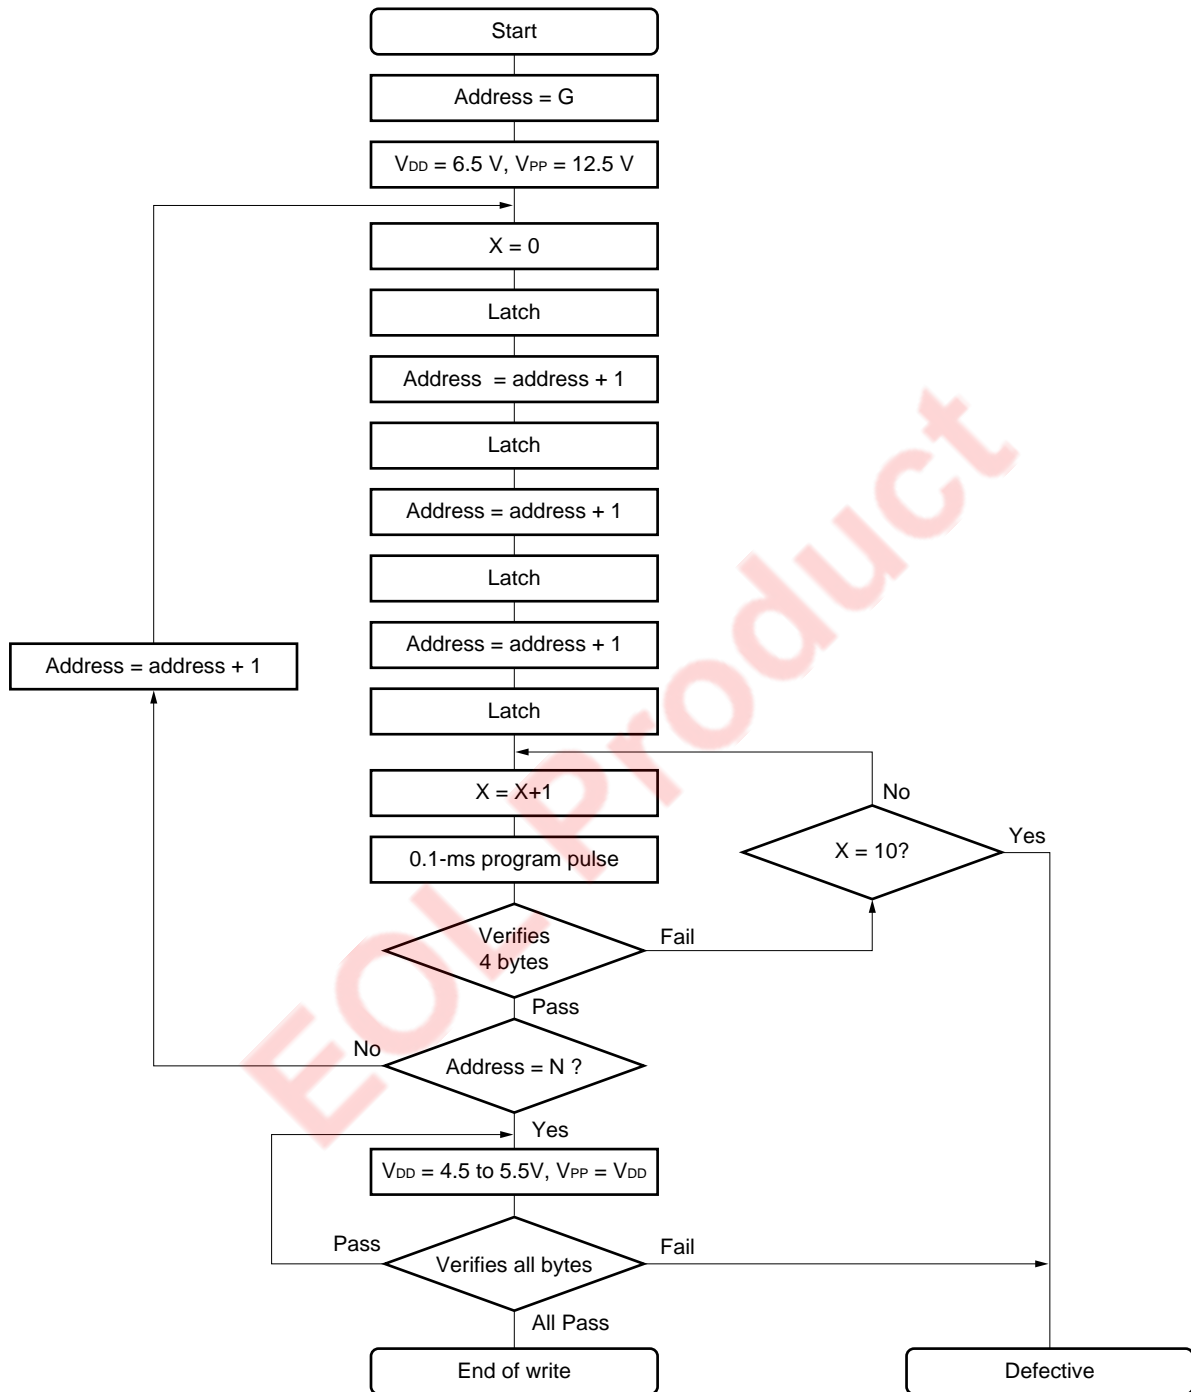 Start
Address = G
VDD = 6.5 V, VPP = 12.5 V
X = 0
Latch
Address = address + 1
Latch
Address = address + 1
Latch
Address = address + 1
Address = address + 1
Latch
X = X+1
No
0.1-ms program pulse
X = 10?
Yes
Verifies
4 bytes
Fail
Pass
No
Address = N ?
Yes
VDD = 4.5 to 5.5V, VPP = VDD
Pass
Verifies all bytes
Fail
All Pass
End of write
Defective
EOL Product